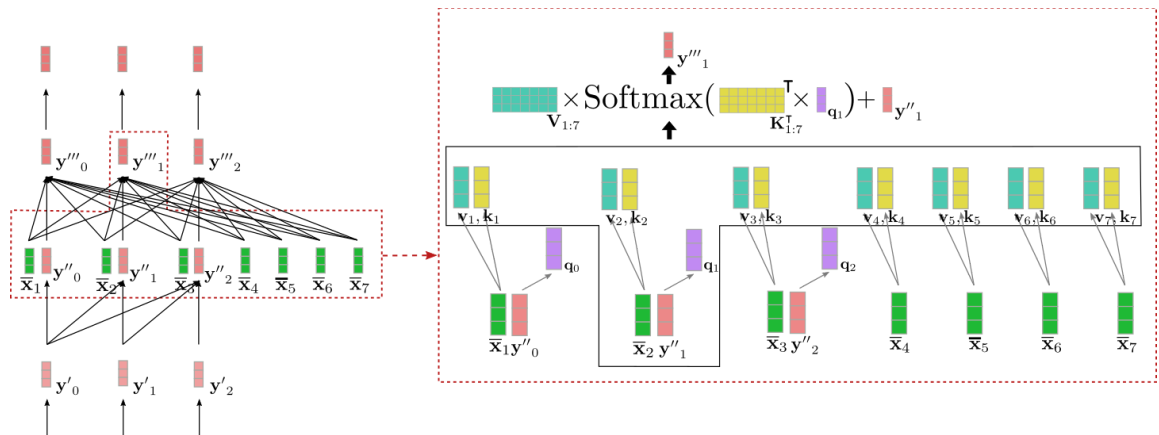 y'''₁
V₁:₇ × Softmax( K⊤₁:₇ ⊤ × q₁ ) + y''₁
y'''₀ y'''₁ y'''₂
v₁, k₁ v₂, k₂ v₃, k₃ v₄, k₄ v₅, k₅ v₆, k₆ v₇, k₇
q₀ q₁ q₂
x̅₁ y''₀ x̅₂ y''₁ x̅₃ y''₂ x̅₄ x̅₅ x̅₆ x̅₇
x̅₁ y''₀ x̅₂ y''₁ x̅₃ y''₂ x̅₄ x̅₅ x̅₆ x̅₇
y'₀ y'₁ y'₂